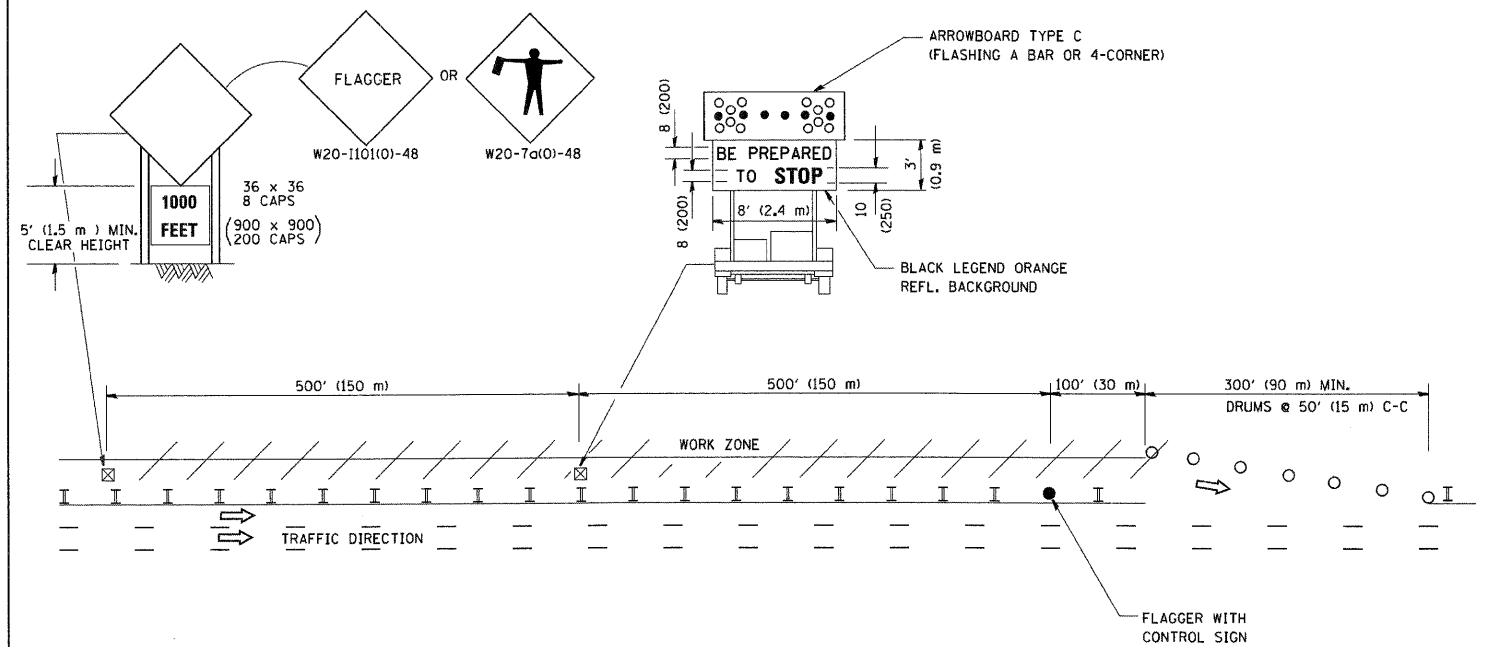 FLAGGER
OR
W20-I101(O)-48
W20-7a(O)-48
1000
FEET
36 x 36
8 CAPS
(900 x 900)
200 CAPS
5' (1.5 m ) MIN.
CLEAR HEIGHT
ARROWBOARD TYPE C
(FLASHING A BAR OR 4-CORNER)
8 (200)
BE PREPARED
TO STOP
8 (200)
8' (2.4 m)
10
(250)
3'
(0.9 m)
BLACK LEGEND ORANGE
REFL. BACKGROUND
500' (150 m)
500' (150 m)
100' (30 m)
300' (90 m) MIN.
DRUMS @ 50' (15 m) C-C
WORK ZONE
TRAFFIC DIRECTION
FLAGGER WITH
CONTROL SIGN